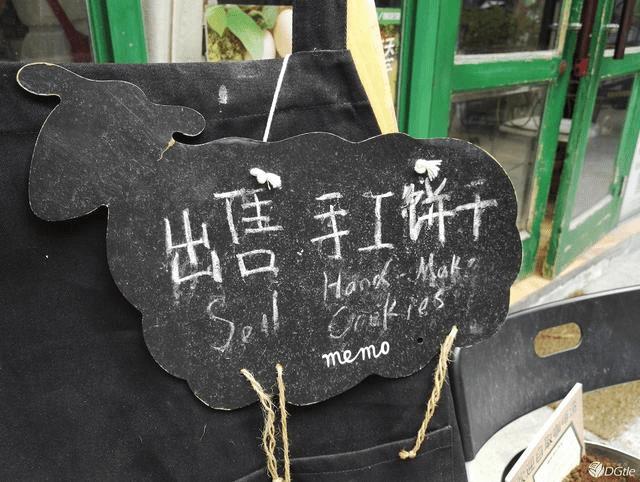 出售 手工饼干
Sell Hand-Make
Cookies
memo
DGtle